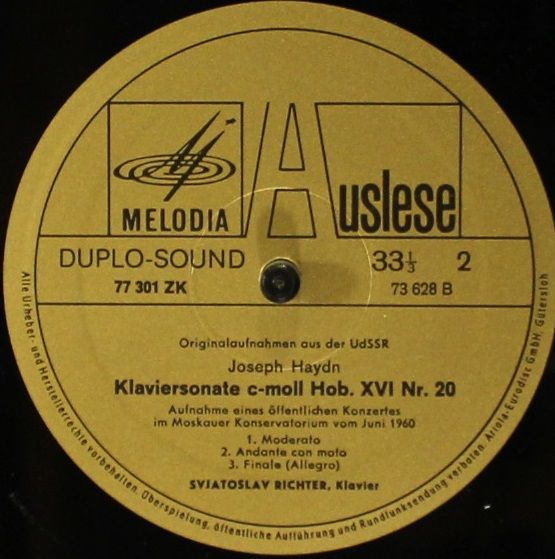 Auslese
MELODIA
DUPLO-SOUND
77 301 ZK
33⅓ 2
73 628 B
Originalaufnahmen aus der UdSSR
Joseph Haydn
Klaviersonate c-moll Hob. XVI Nr. 20
Aufnahme eines öffentlichen Konzertes
im Moskauer Konservatorium vom Juni 1960
1. Moderato
2. Andante con moto
3. Finale (Allegro)
SVJATOSLAV RICHTER, Klavier
Alle Urheber- und Herstellerrechte vorbehalten. Überspielung, öffentliche Aufführung und Rundfunksendung verboten. Ariola-Eurodisc GmbH, Gütersloh